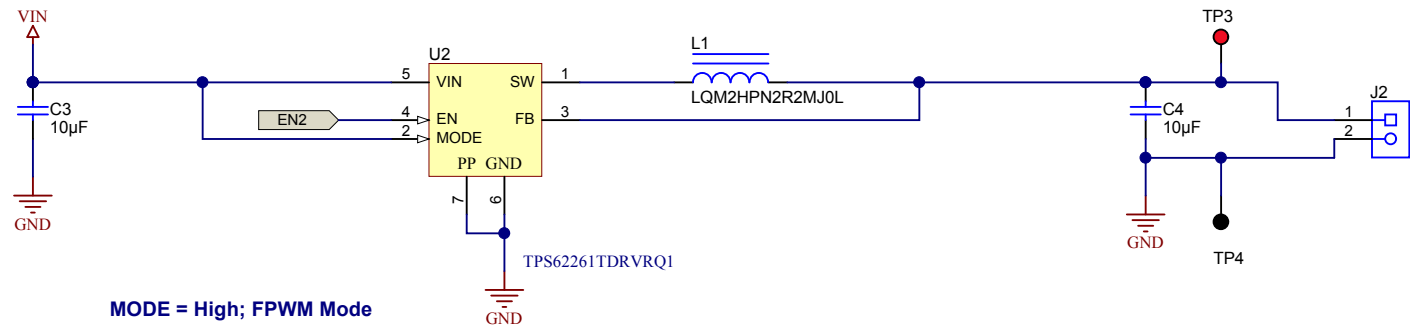 VIN
C3
10µF
EN2
U2
5
4
2
VIN
EN
MODE
SW
FB
PP GND
1
3
7
6
TPS62261TDRVRQ1
GND
GND
L1
LQM2HPN2R2MJ0L
TP3
C4
10µF
GND
TP4
J2
1
2
MODE = High; FPWM Mode